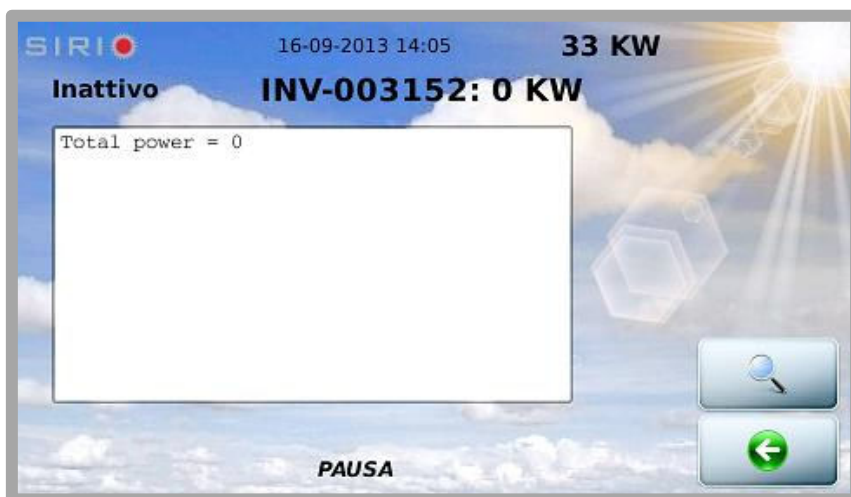 SIRIO 16-09-2013 14:05 33 KW
Inattivo INV-003152: 0 KW
Total power = 0
PAUSA